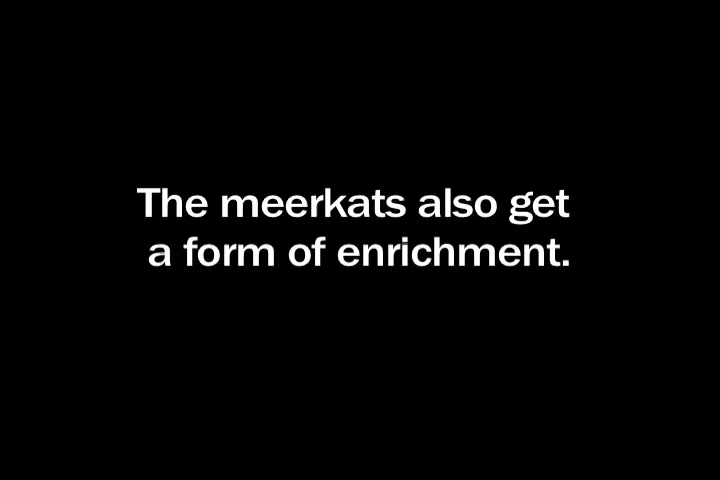 The meerkats also get
a form of enrichment.